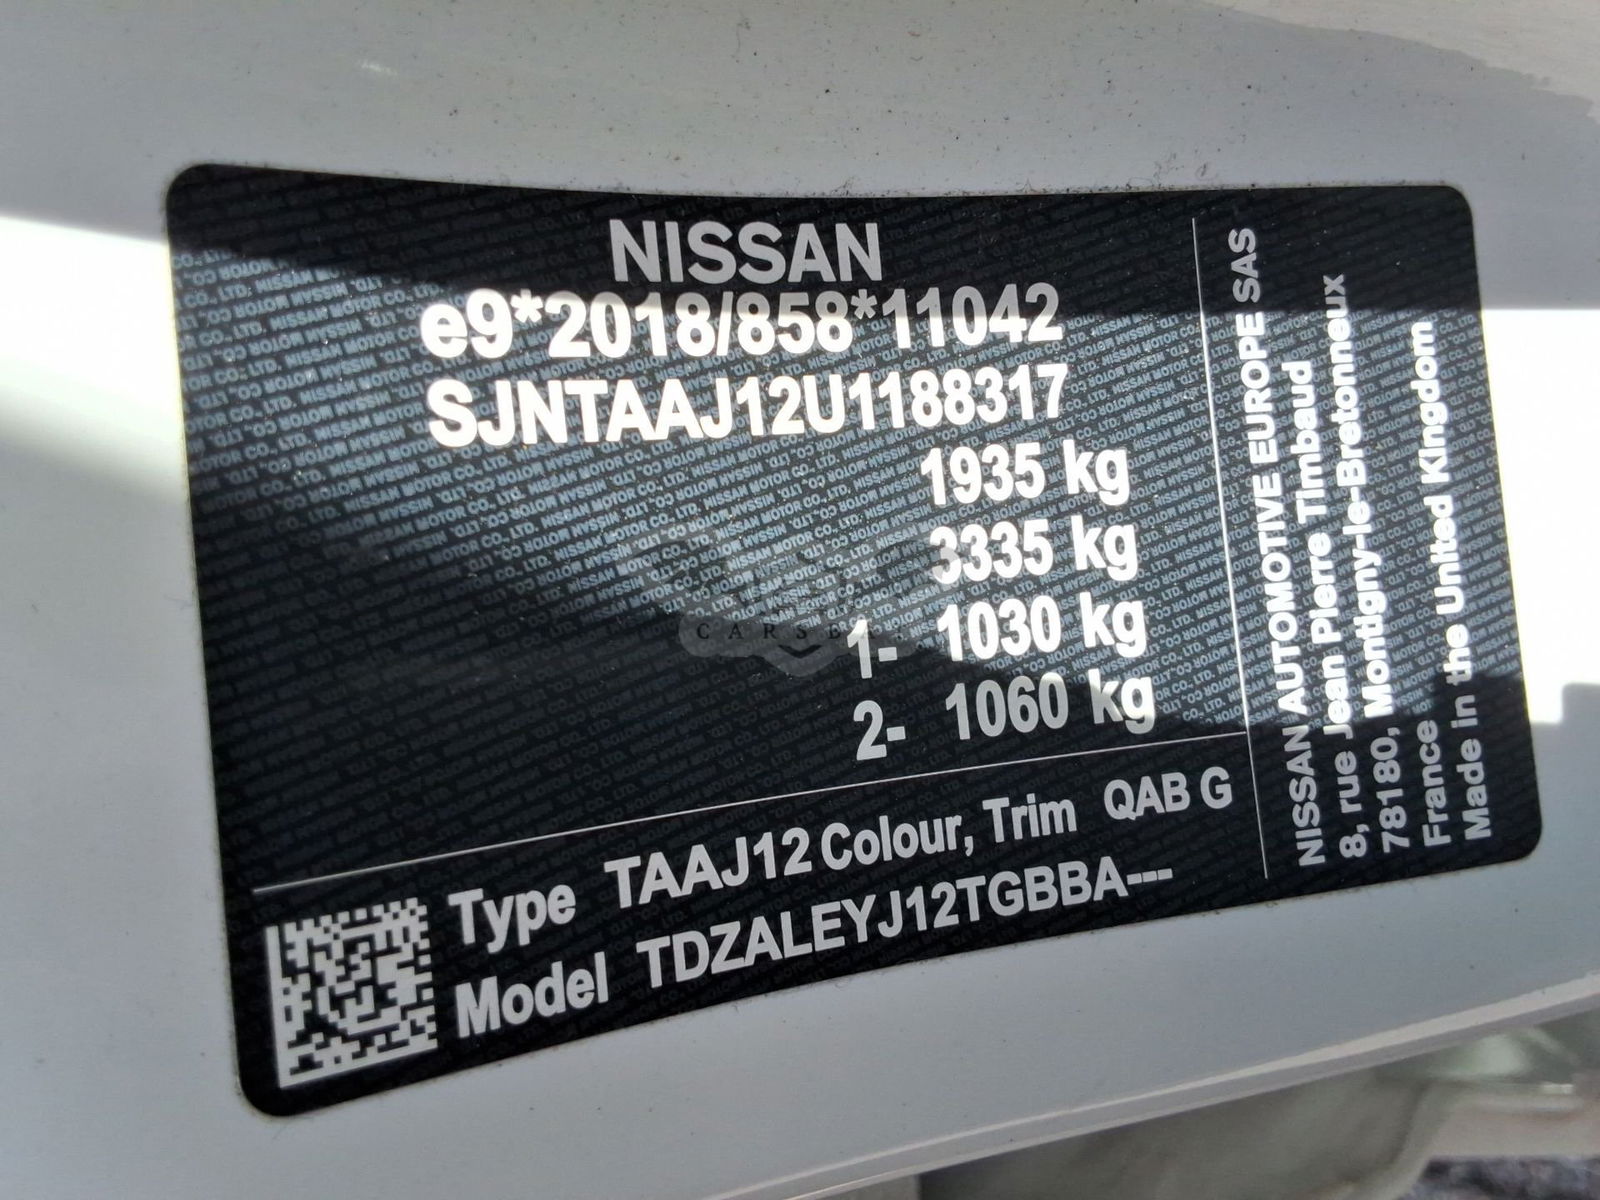 NISSAN
e9*2018/858*11042
SJNTAAJ12U1188317
1935 kg
3335 kg
1- 1030 kg
2- 1060 kg
Type TAAJ12 Colour, Trim QAB G
Model TDZALEYJ12TGBBA---
NISSAN AUTOMOTIVE EUROPE SAS
8, rue Jean Pierre Timbaud
78180, Montigny-le-Bretonneux
France
Made in the United Kingdom